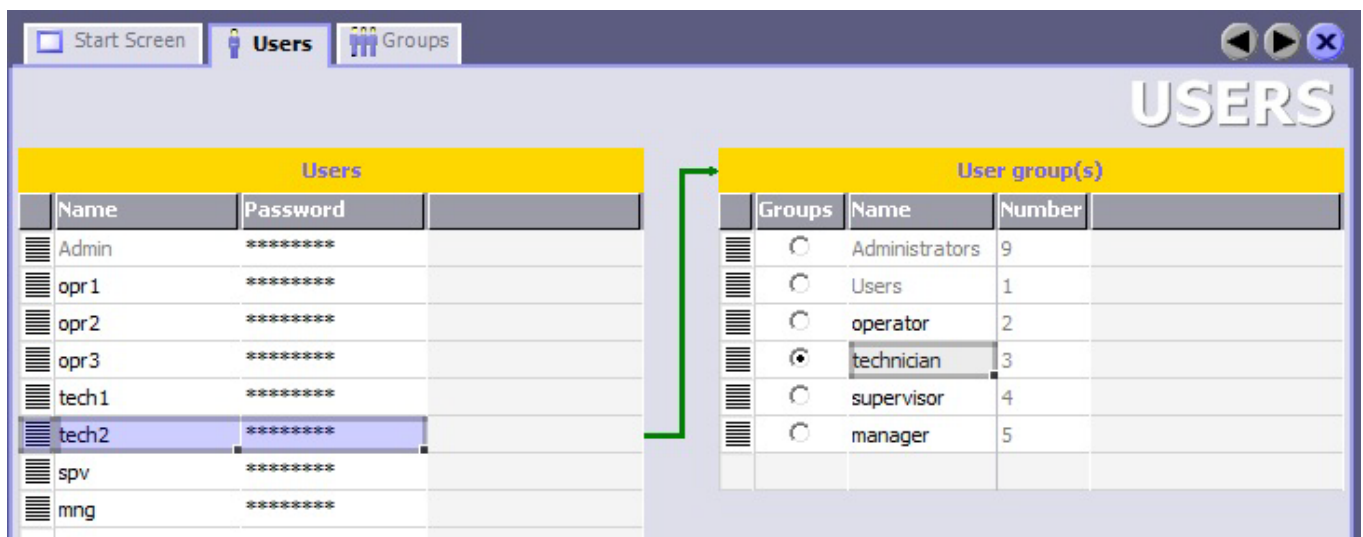 Start Screen Users Groups
USERS
Users User group(s)
Name Password Groups Name Number
Admin ******** Administrators 9
opr1 ******** Users 1
opr2 ******** operator 2
opr3 ******** technician 3
tech1 ******** supervisor 4
tech2 ******** manager 5
spv ********
mng ********